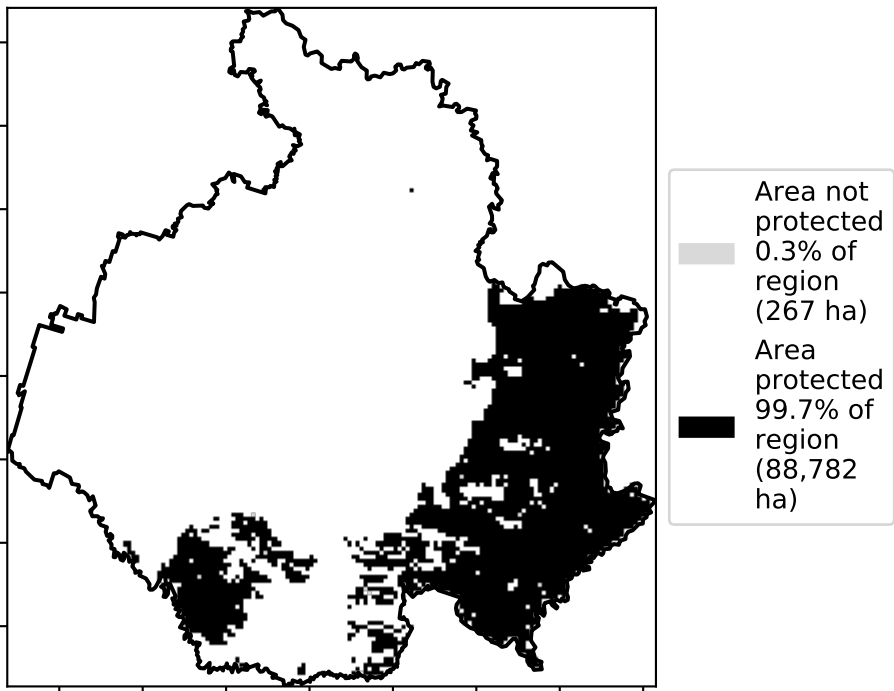 Area not
protected
0.3% of
region
(267 ha)
Area
protected
99.7% of
region
(88,782
ha)